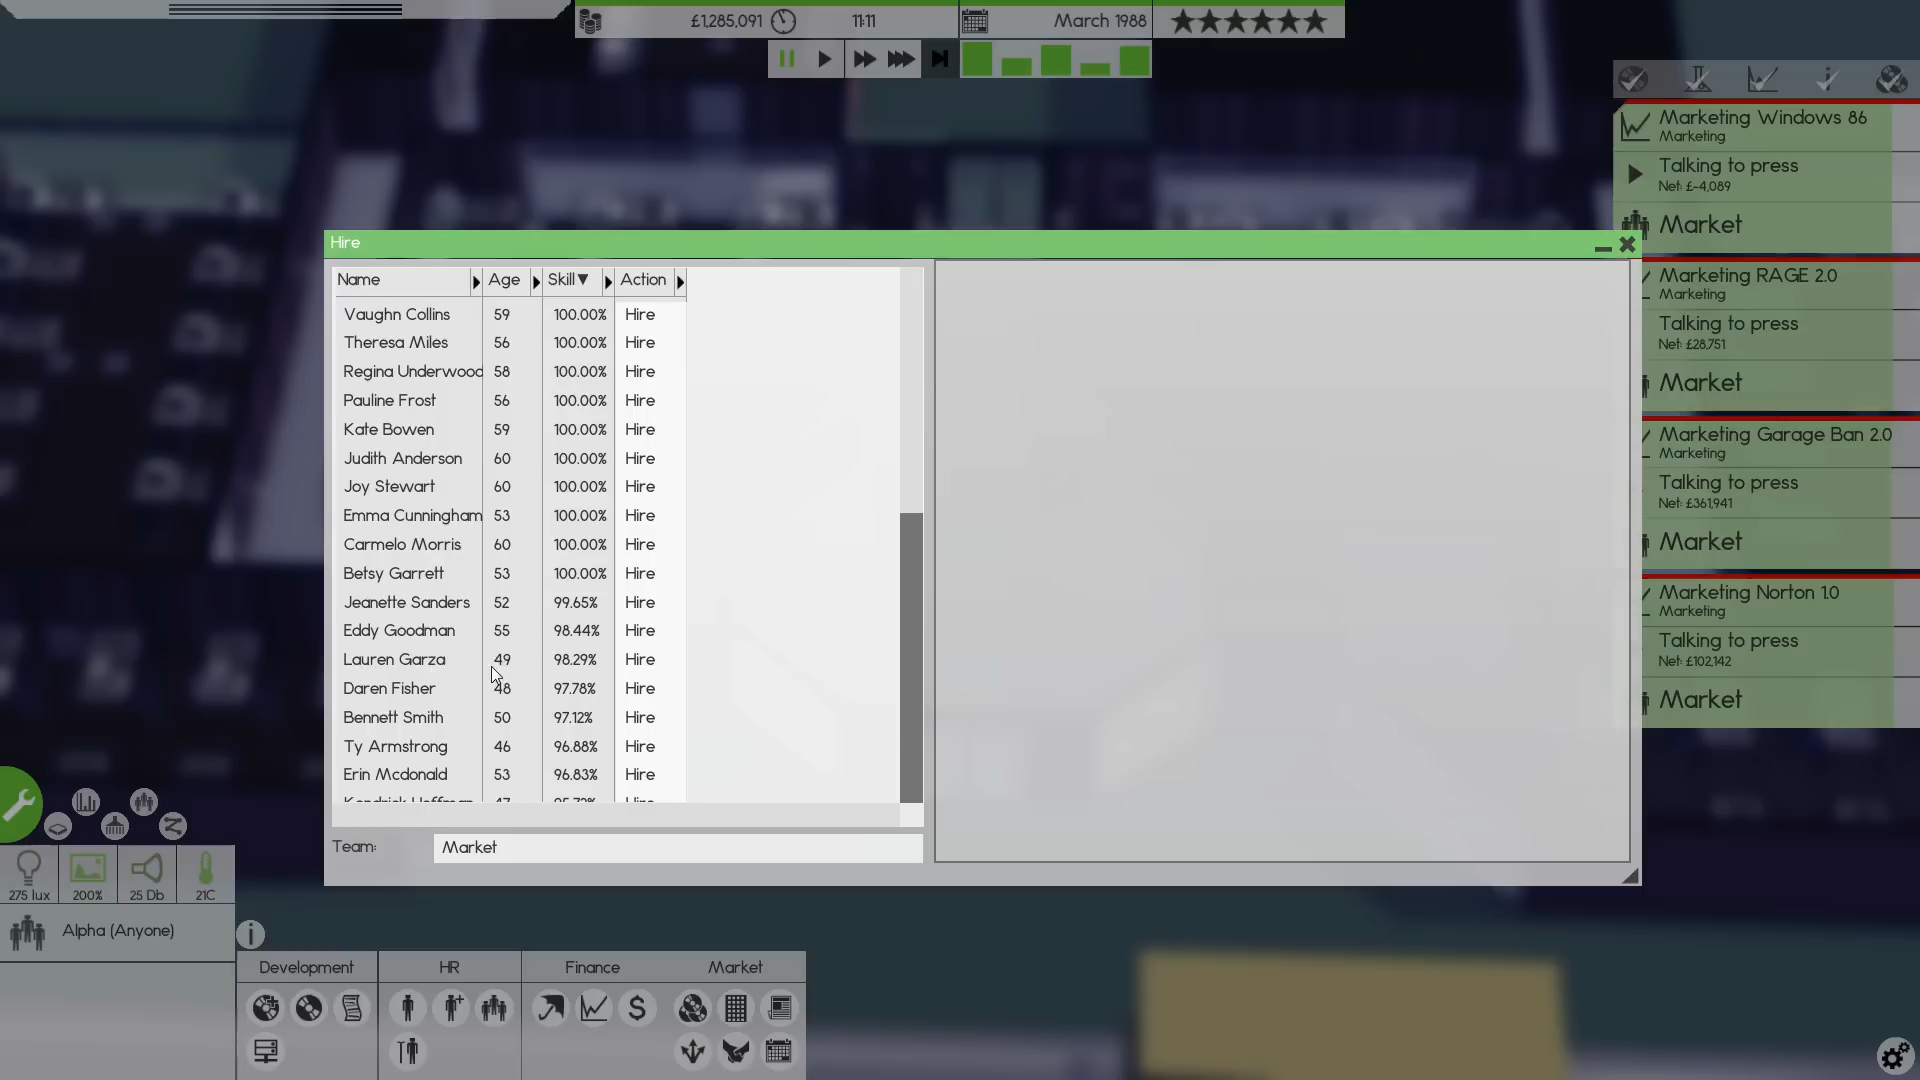 £1,285,091
11:11
March 1988
Marketing Windows 86
Marketing
Talking to press
Net: £-4,089
Market
Marketing RAGE 2.0
Marketing
Talking to press
Net: £28,751
Market
Marketing Garage Ban 2.0
Marketing
Talking to press
Net: £361,941
Market
Marketing Norton 1.0
Marketing
Talking to press
Net: £102,142
Market
Hire
Name Age Skill▼ Action
Vaughn Collins 59 100.00% Hire
Theresa Miles 56 100.00% Hire
Regina Underwood 58 100.00% Hire
Pauline Frost 56 100.00% Hire
Kate Bowen 59 100.00% Hire
Judith Anderson 60 100.00% Hire
Joy Stewart 60 100.00% Hire
Emma Cunningham 53 100.00% Hire
Carmelo Morris 60 100.00% Hire
Betsy Garrett 53 100.00% Hire
Jeanette Sanders 52 99.65% Hire
Eddy Goodman 55 98.44% Hire
Lauren Garza 49 98.29% Hire
Daren Fisher 48 97.78% Hire
Bennett Smith 50 97.12% Hire
Ty Armstrong 46 96.88% Hire
Erin Mcdonald 53 96.83% Hire
Team: Market
275 lux 200% 25 Db 21C
Alpha (Anyone)
Development HR Finance Market